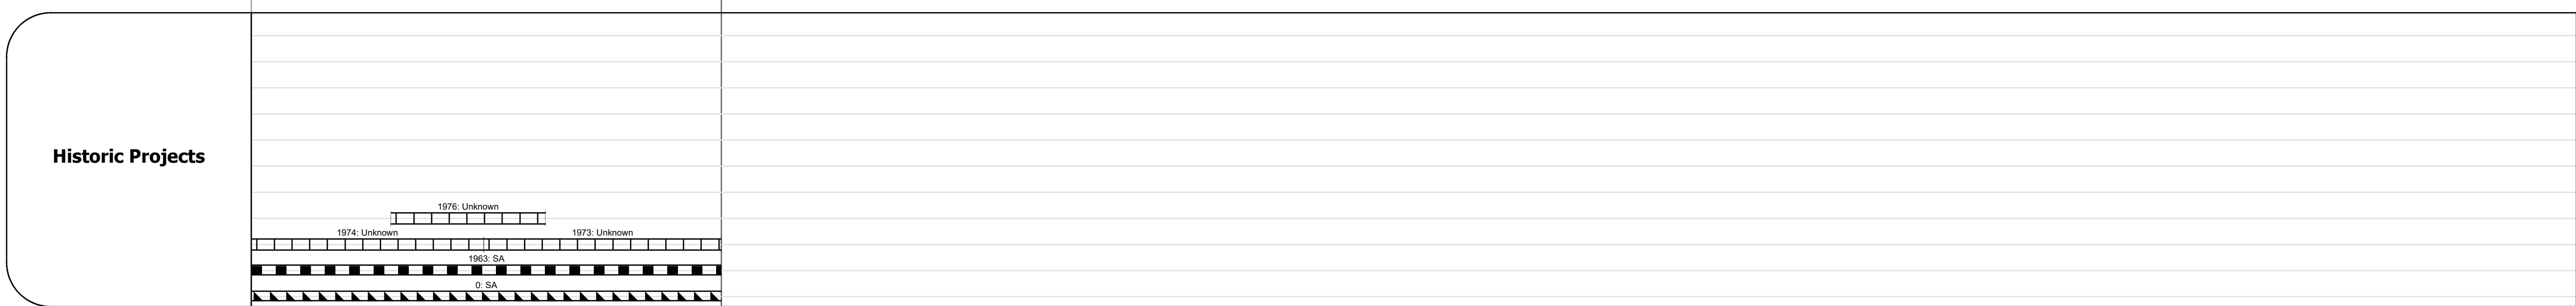 Historic Projects
1976: Unknown
1974: Unknown
1973: Unknown
1963: SA
0: SA